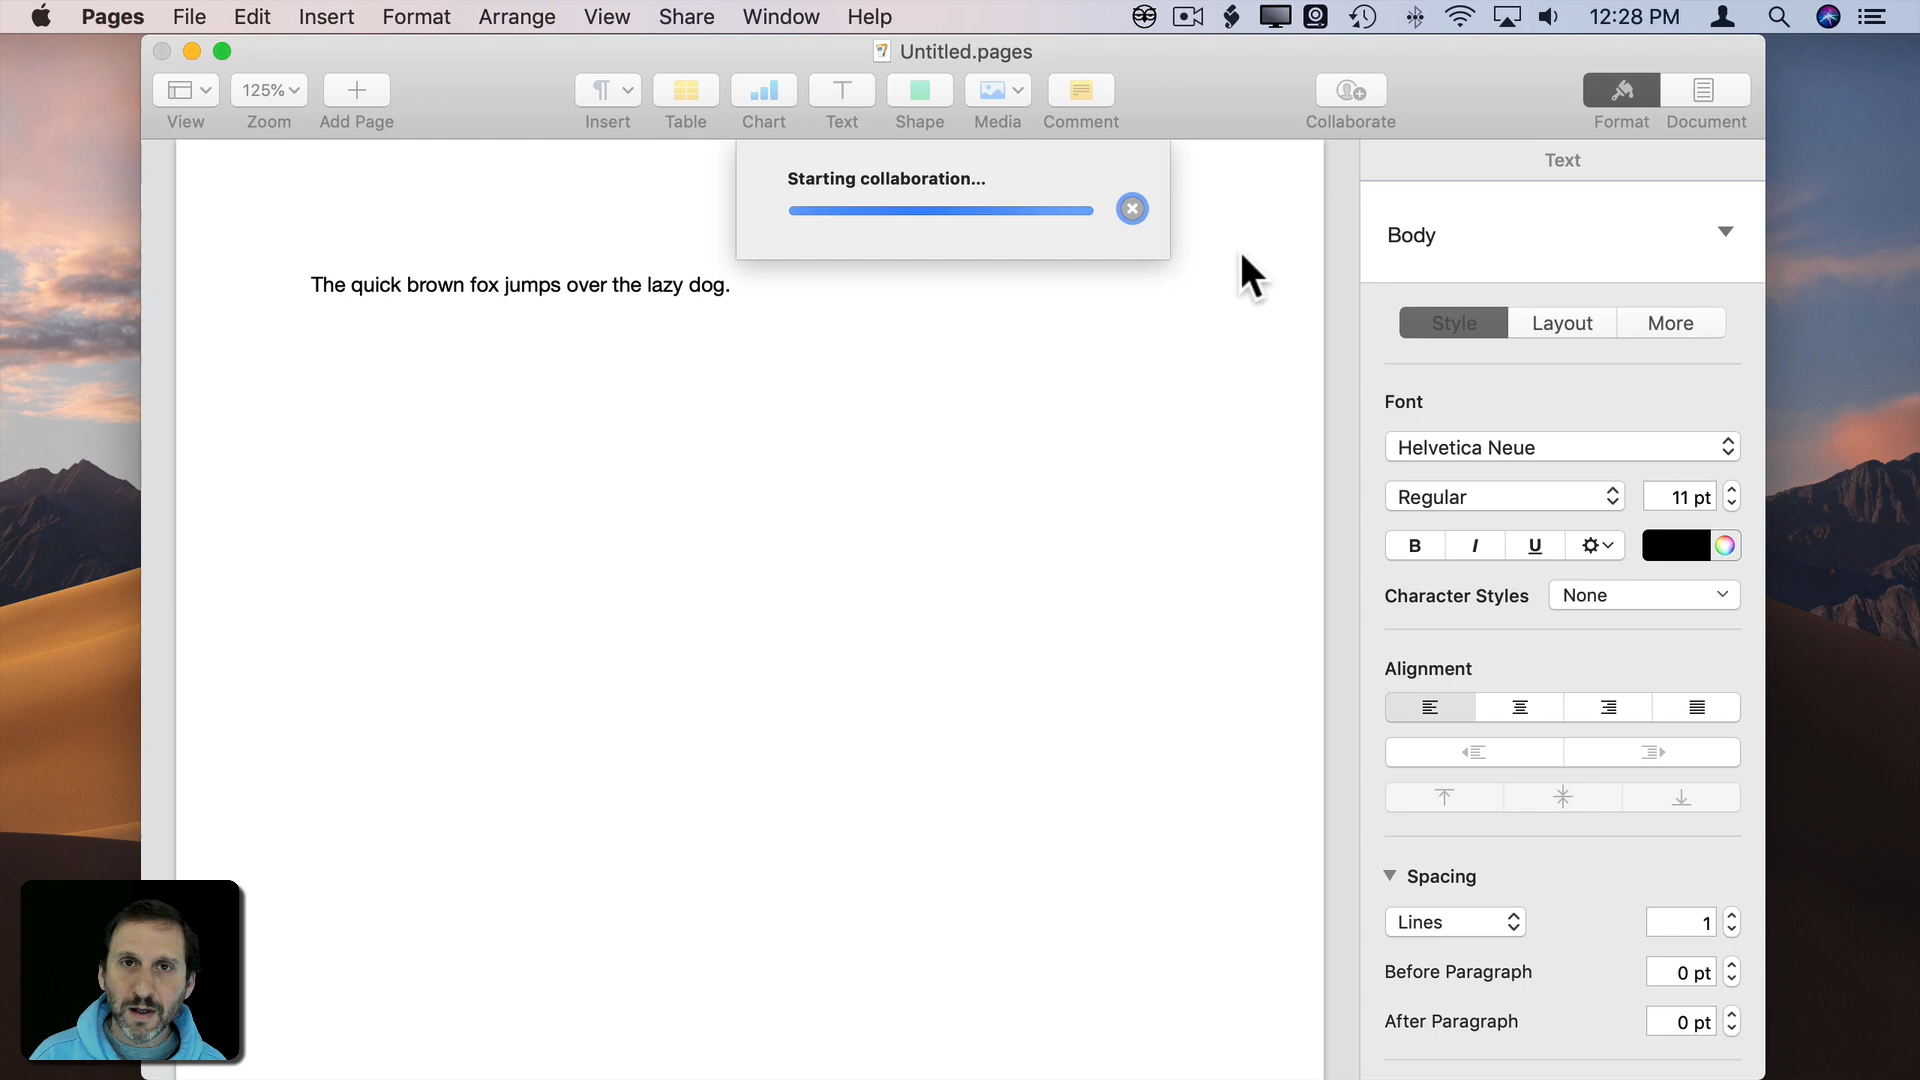 Pages File Edit Insert Format Arrange View Share Window Help 12:28 PM
Untitled.pages
125%
View Zoom Add Page Insert Table Chart Text Shape Media Comment Collaborate Format Document
Text
Starting collaboration...
Body
The quick brown fox jumps over the lazy dog.
Style Layout More
Font
Helvetica Neue
Regular 11 pt
B I U
Character Styles None
Alignment
Spacing
Lines 1
Before Paragraph 0 pt
After Paragraph 0 pt